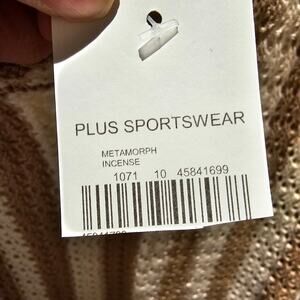 PLUS SPORTSWEAR
METAMORPH
INCENSE
1071 10 45841699